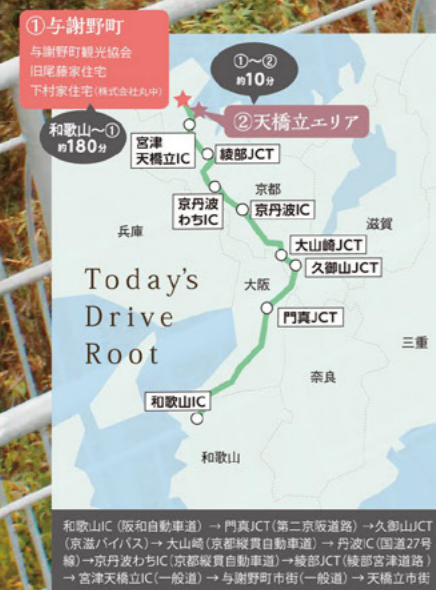 ①与謝野町
与謝野町観光協会
旧尾藤家住宅
下村家住宅(株式会社丸中)
①~②
約10分
和歌山~①
約180分
②天橋立エリア
宮津
天橋立IC
綾部JCT
京丹波
わちIC
京都
京丹波IC
兵庫
滋賀
大山崎JCT
久御山JCT
大阪
Today's
Drive
Root
門真JCT
三重
奈良
和歌山IC
和歌山
和歌山IC(阪和自動車道)→門真JCT(第二京阪道路)→久御山JCT
(京滋バイパス)→大山崎(京都縦貫自動車道)→丹波IC(国道27号
線)→京丹波わちIC(京都縦貫自動車道)→綾部JCT(綾部宮津道路)
→宮津天橋立IC(一般道)→与謝野町市街(一般道)→天橋立市街